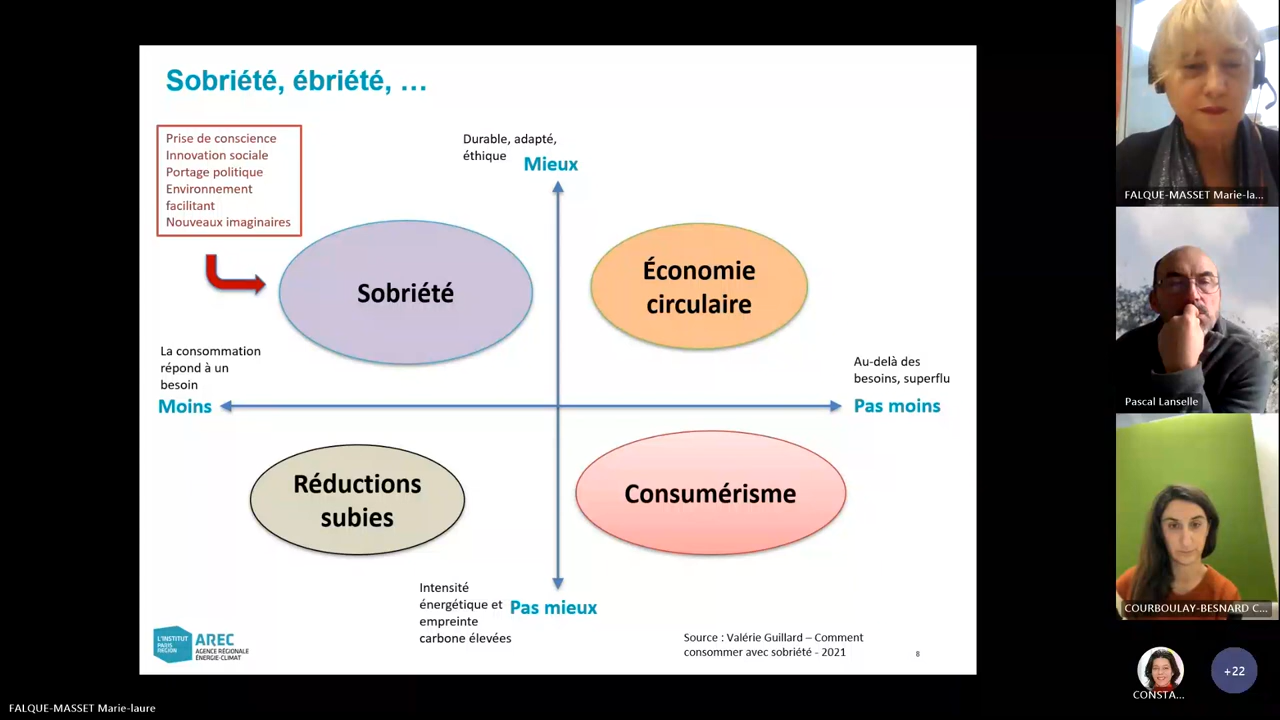 Sobriété, ébriété, …
Prise de conscience
Innovation sociale
Portage politique
Environnement
facilitant
Nouveaux imaginaires
Durable, adapté,
éthique
Mieux
Sobriété
Économie
circulaire
La consommation
répond à un
besoin
Moins
Au-delà des
besoins, superflu
Pas moins
Réductions
subies
Consumérisme
Intensité
énergétique et
empreinte
carbone élevées
Pas mieux
L'INSTITUT
PARIS
REGION
AREC
AGENCE RÉGIONALE
ÉNERGIE-CLIMAT
Source : Valérie Guillard – Comment
consommer avec sobriété - 2021
8
FALQUE-MASSET Marie-la...
Pascal Lanselle
COURBOULAY-BESNARD C...
CONSTA...
+22
FALQUE-MASSET Marie-laure